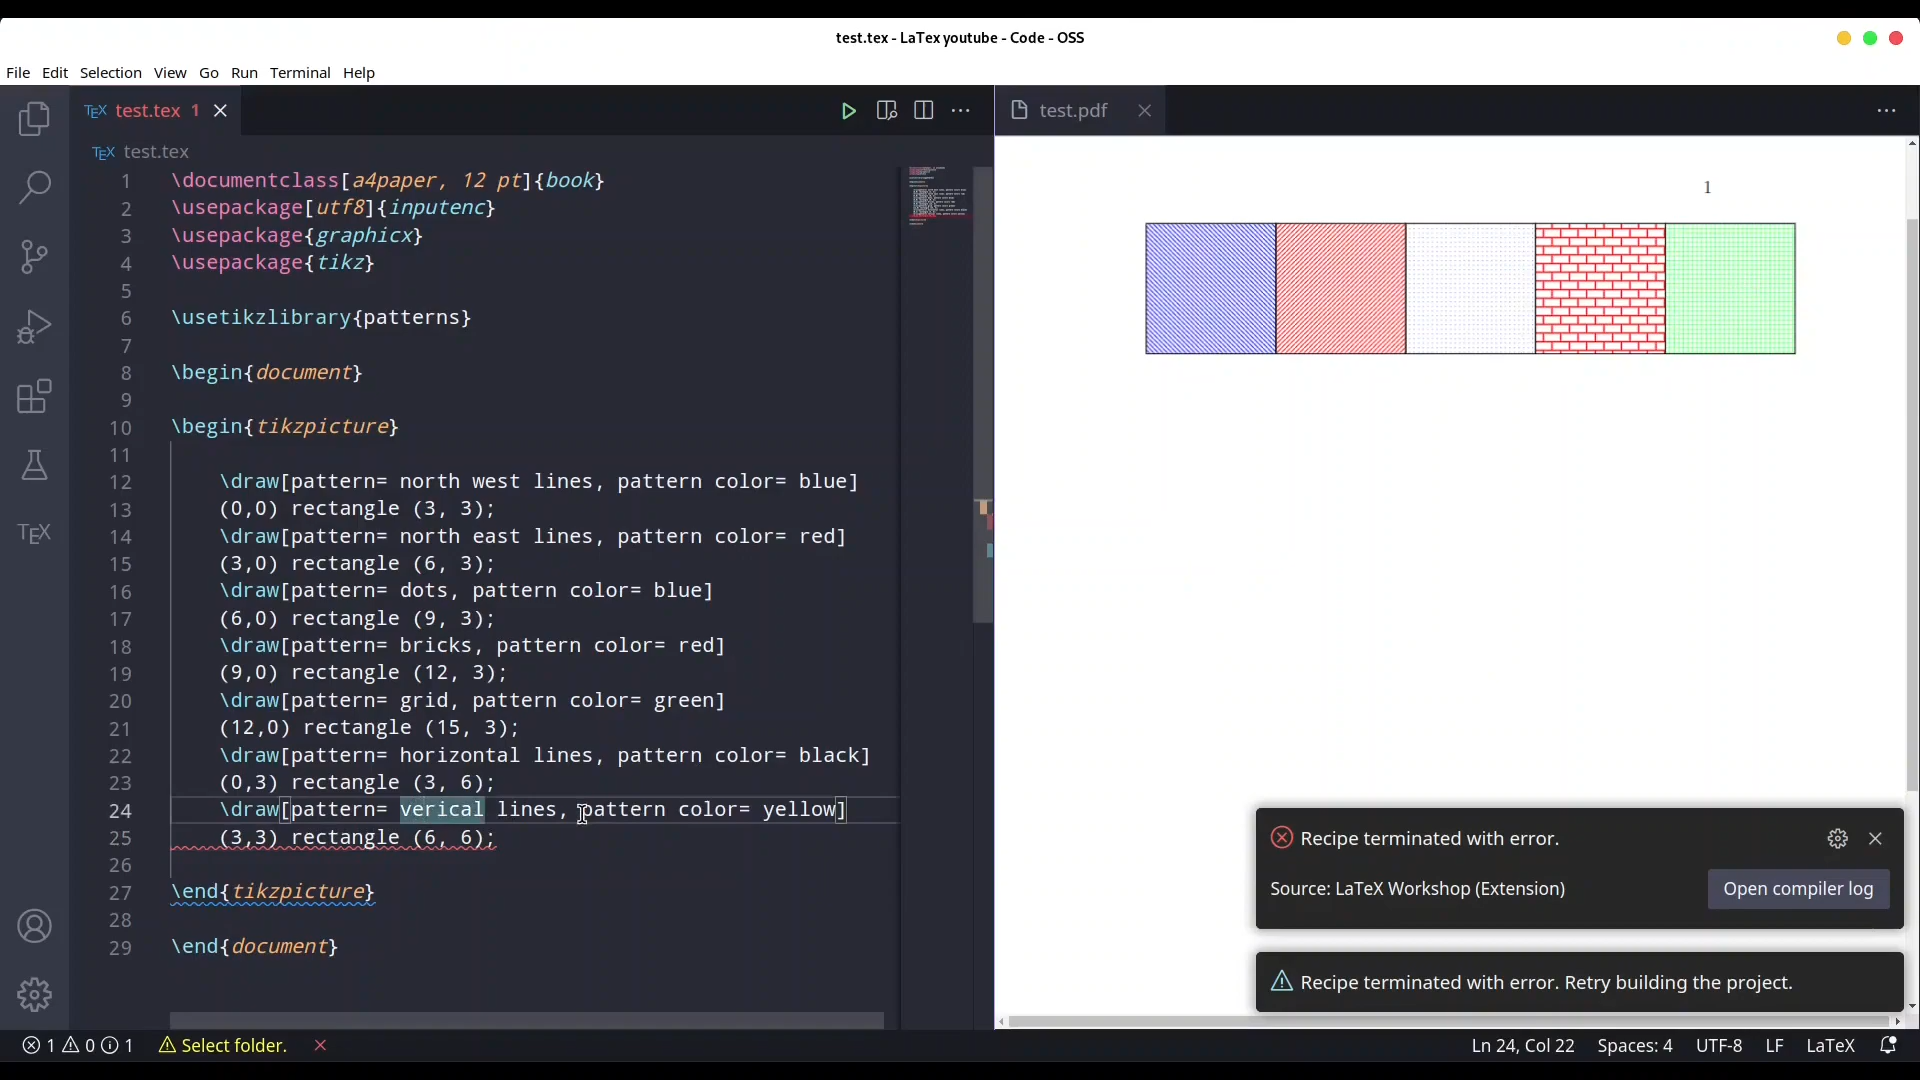 test.tex - LaTex youtube - Code - OSS
File Edit Selection View Go Run Terminal Help
TEX test.tex 1
test.pdf
TEX test.tex
1 \documentclass[a4paper, 12 pt]{book}
2 \usepackage[utf8]{inputenc}
3 \usepackage{graphicx}
4 \usepackage{tikz}
5
6 \usetikzlibrary{patterns}
7
8 \begin{document}
9
10 \begin{tikzpicture}
11
12 \draw[pattern= north west lines, pattern color= blue]
13 (0,0) rectangle (3, 3);
14 \draw[pattern= north east lines, pattern color= red]
15 (3,0) rectangle (6, 3);
16 \draw[pattern= dots, pattern color= blue]
17 (6,0) rectangle (9, 3);
18 \draw[pattern= bricks, pattern color= red]
19 (9,0) rectangle (12, 3);
20 \draw[pattern= grid, pattern color= green]
21 (12,0) rectangle (15, 3);
22 \draw[pattern= horizontal lines, pattern color= black]
23 (0,3) rectangle (3, 6);
24 \draw[pattern= verical lines, pattern color= yellow]
25 (3,3) rectangle (6, 6);
26
27 \end{tikzpicture}
28
29 \end{document}
TEX
1
Recipe terminated with error.
Source: LaTeX Workshop (Extension)
Open compiler log
Recipe terminated with error. Retry building the project.
1 0 1 Select folder.
Ln 24, Col 22 Spaces: 4 UTF-8 LF LaTeX